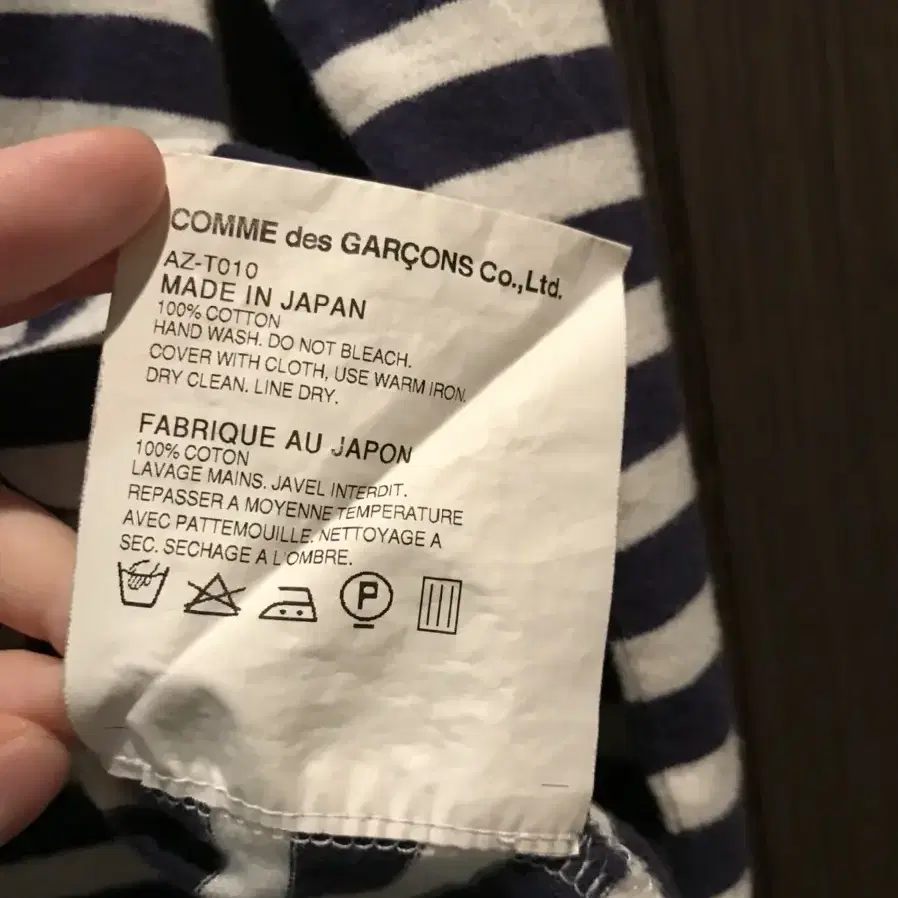 COMME des GARÇONS Co.,Ltd.
AZ-T010
MADE IN JAPAN
100% COTTON
HAND WASH. DO NOT BLEACH.
COVER WITH CLOTH, USE WARM IRON.
DRY CLEAN. LINE DRY.
FABRIQUE AU JAPON
100% COTON
LAVAGE MAINS. JAVEL INTERDIT.
REPASSER A MOYENNE TEMPERATURE
AVEC PATTEMOUILLE. NETTOYAGE A
SEC. SECHAGE A L'OMBRE.
P